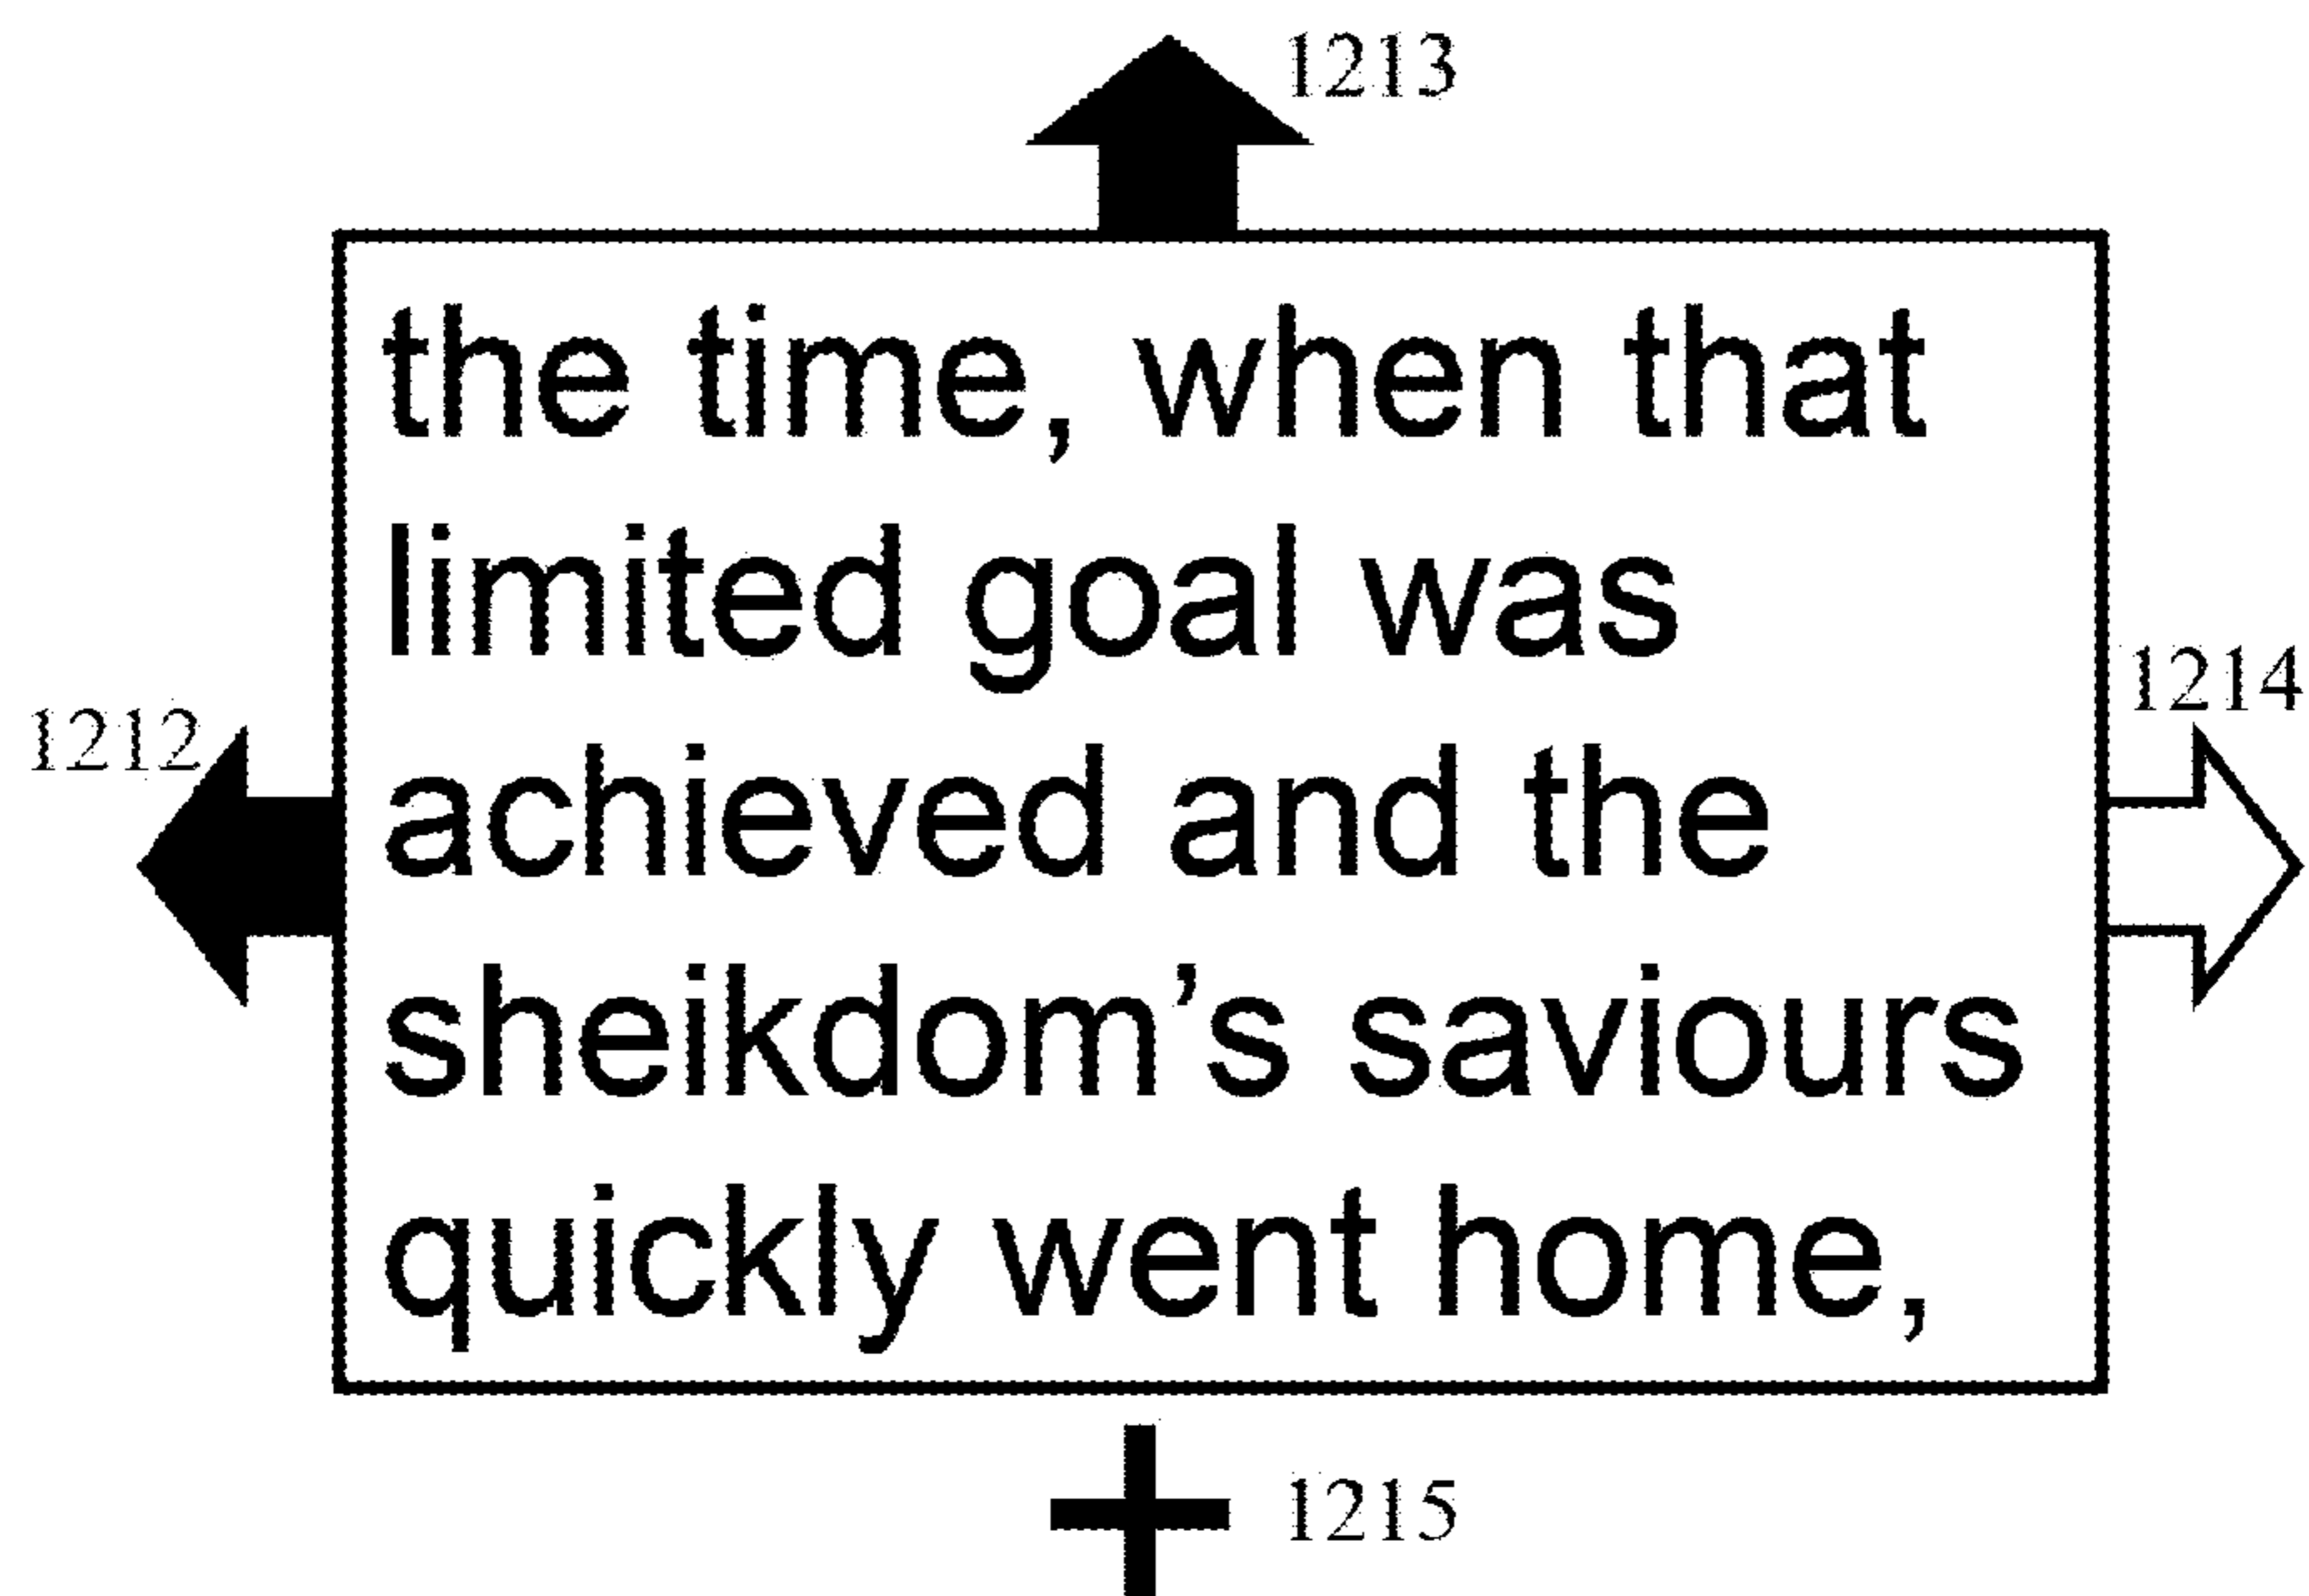 1213
the time, when that
limited goal was
1214
1212
achieved and the
sheikdom's saviours
quickly went home,
1215